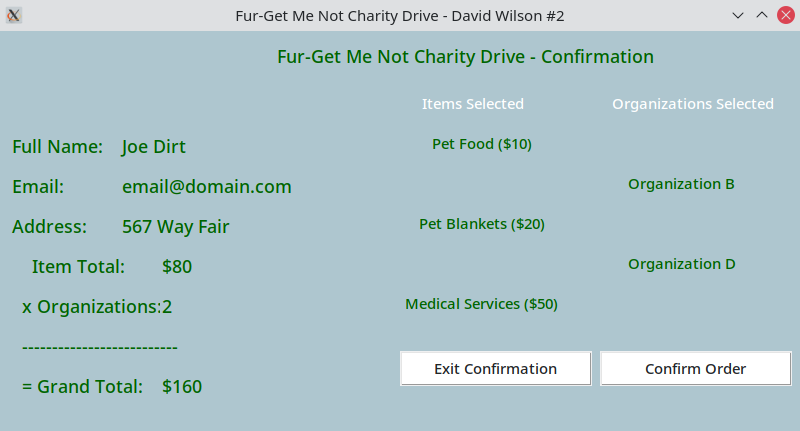 Fur-Get Me Not Charity Drive - David Wilson #2
Fur-Get Me Not Charity Drive - Confirmation
Items Selected
Organizations Selected
Full Name: Joe Dirt
Pet Food ($10)
Email: email@domain.com
Organization B
Address: 567 Way Fair
Pet Blankets ($20)
Item Total: $80
Organization D
x Organizations:2
Medical Services ($50)
--------------------------
= Grand Total: $160
Exit Confirmation
Confirm Order